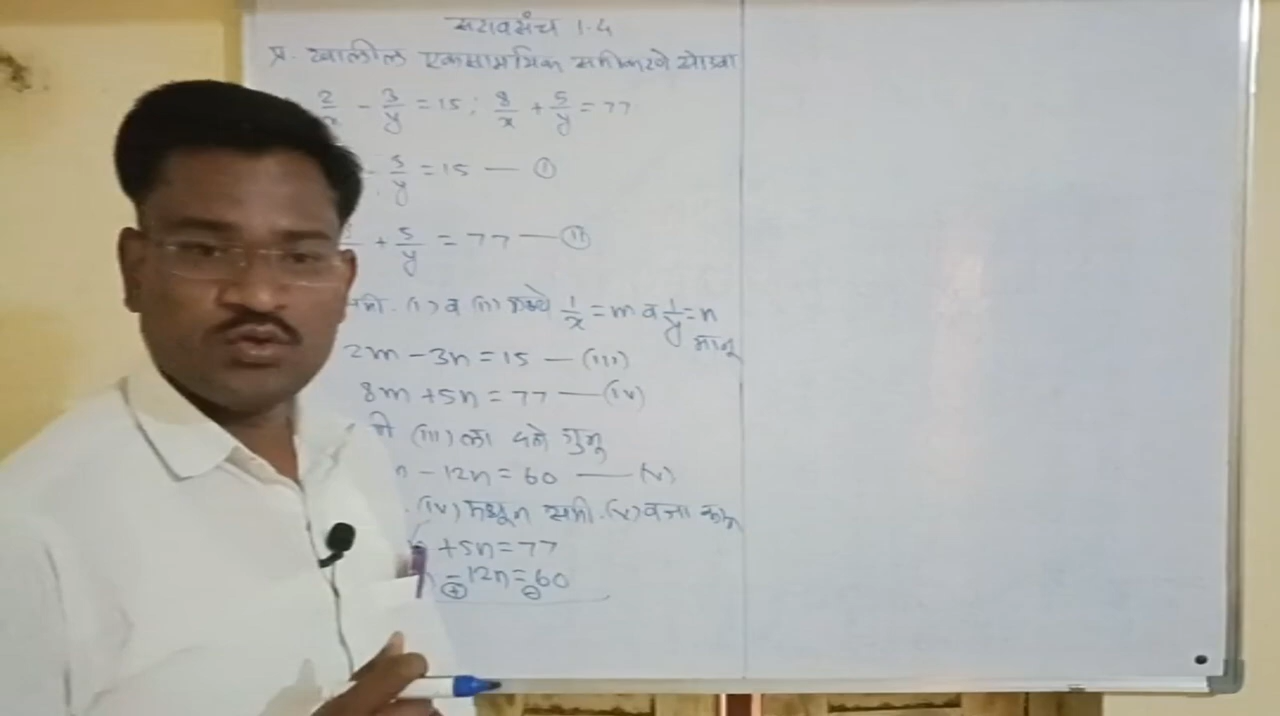 सरावसंच 1.4
प्र. खालील एकसामयिक समीकरणे सोडवा
2/x - 3/y = 15 ; 8/x + 5/y = 77
- 3/y = 15 — (i)
+ 5/y = 77 — (ii)
समी. (i) व (ii) मध्ये 1/x = m व 1/y = n
मानू
2m - 3n = 15 — (iii)
8m + 5n = 77 — (iv)
(iii) ला 4ने गुणू
- 12n = 60 — (v)
(iv) मधून समी. (v) वजा करू
+ 5n = 77
- 12n = 60
(+) (-)